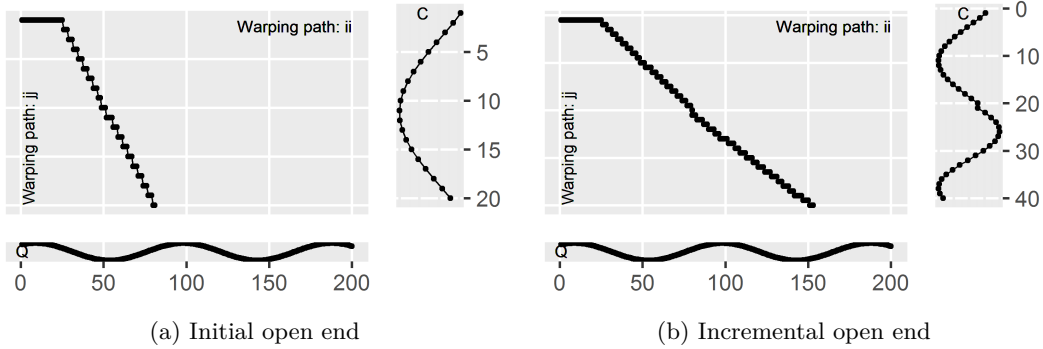 Warping path: ii
Warping path: jj
C
5
10
15
20
Q
0 50 100 150 200
(a) Initial open end
Warping path: ii
Warping path: jj
C
0
10
20
30
40
Q
0 50 100 150 200
(b) Incremental open end